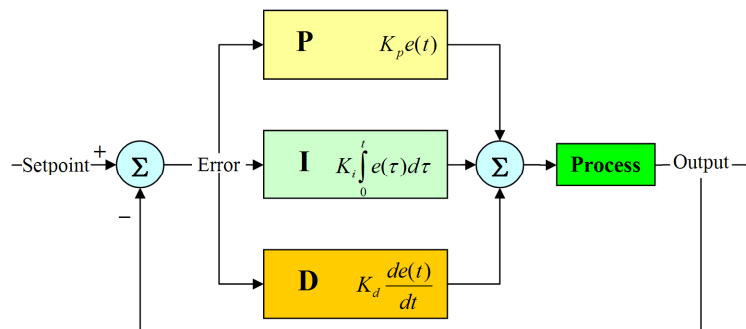 P K_p e(t)
Setpoint + Σ Error I K_i ∫_0^t e(τ)dτ Σ Process Output
−
D K_d de(t)/dt